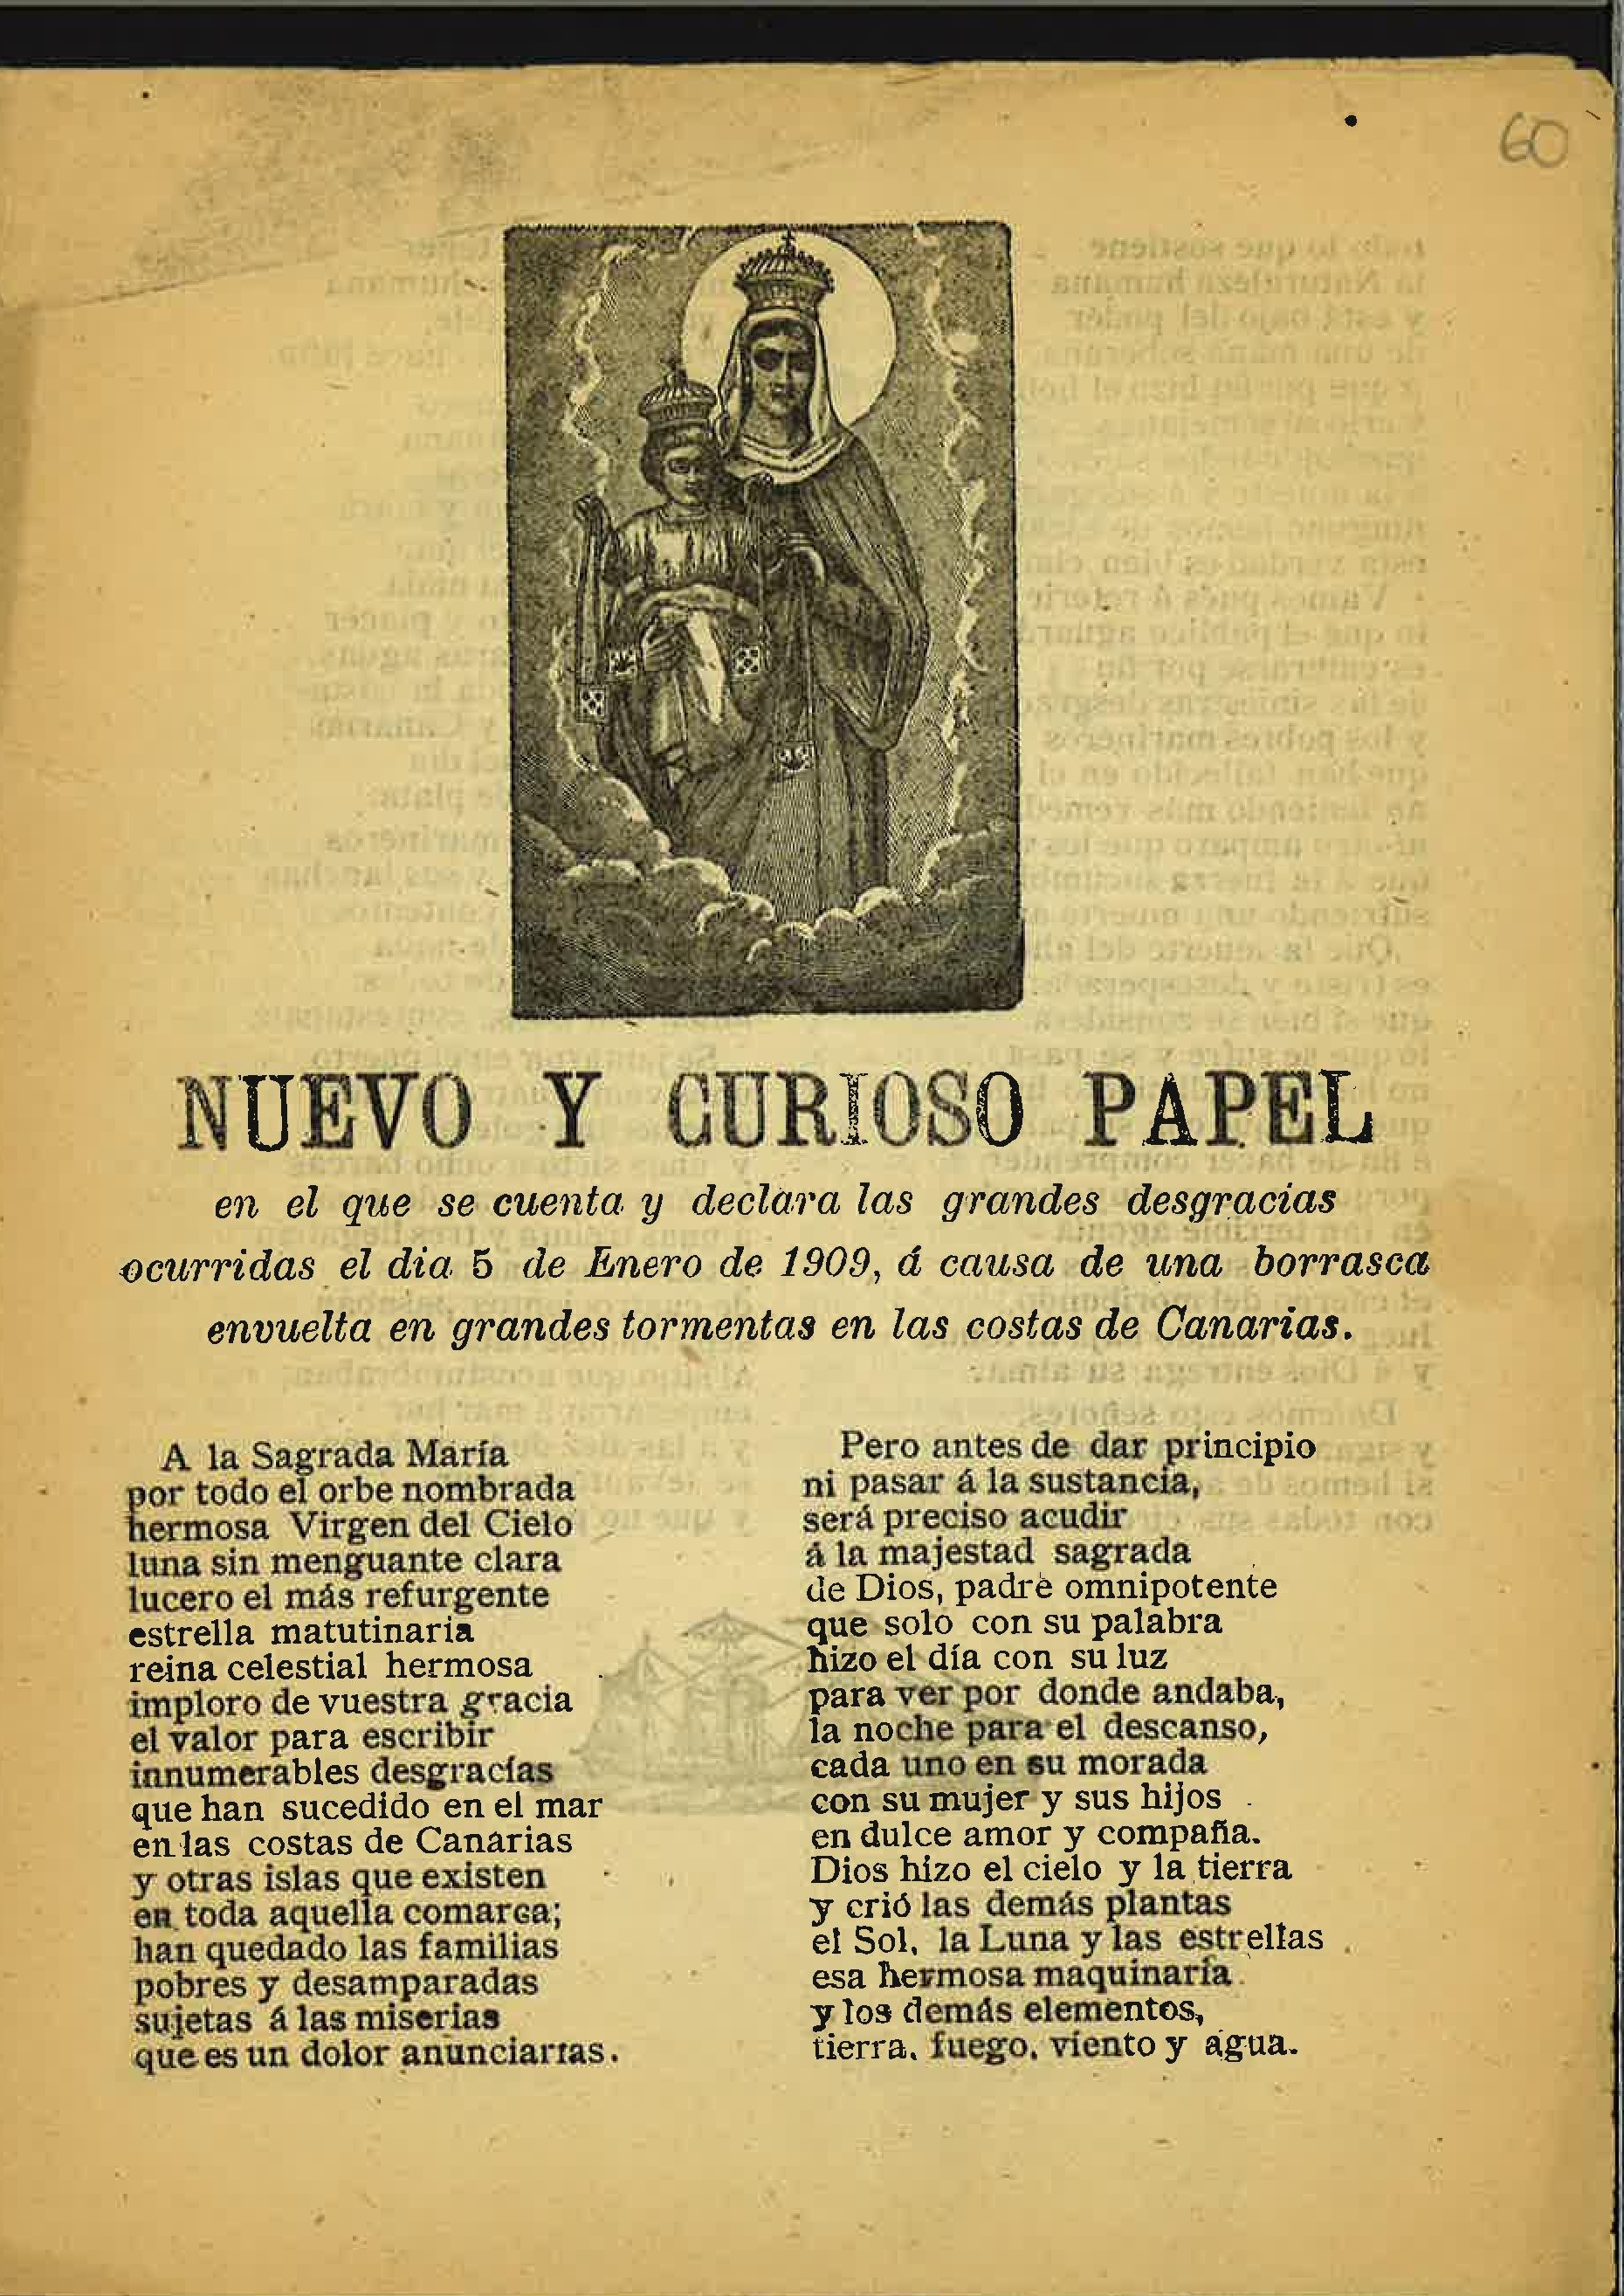 60
NUEVO Y CURIOSO PAPEL
en el que se cuenta y declara las grandes desgracias
ocurridas el dia 5 de Enero de 1909, á causa de una borrasca
envuelta en grandes tormentas en las costas de Canarias.
A la Sagrada María
por todo el orbe nombrada
hermosa Virgen del Cielo
luna sin menguante clara
lucero el más refurgente
estrella matutinaria
reina celestial hermosa
imploro de vuestra gracia
el valor para escribir
innumerables desgracías
que han sucedido en el mar
en las costas de Canarias
y otras islas que existen
en toda aquella comarca;
han quedado las familias
pobres y desamparadas
sujetas á las miserias
que es un dolor anunciarras.
Pero antes de dar principio
ni pasar á la sustancia,
será preciso acudir
á la majestad sagrada
de Dios, padre omnipotente
que solo con su palabra
hizo el día con su luz
para ver por donde andaba,
la noche para el descanso,
cada uno en su morada
con su mujer y sus hijos
en dulce amor y compaña.
Dios hizo el cielo y la tierra
y crió las demás plantas
el Sol, la Luna y las estrellas
esa hermosa maquinaría
y los demás elementos,
tierra, fuego, viento y agua.